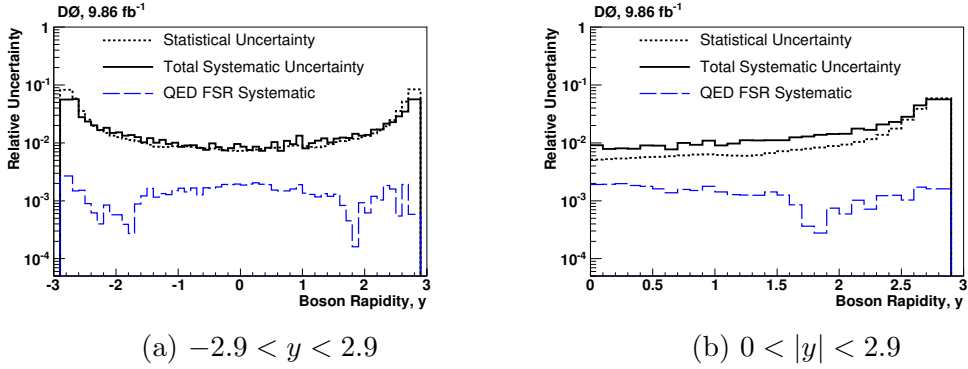 DØ, 9.86 fb⁻¹
Relative Uncertainty
1
10⁻¹
10⁻²
10⁻³
10⁻⁴
Statistical Uncertainty
Total Systematic Uncertainty
QED FSR Systematic
-3 -2 -1 0 1 2 3
Boson Rapidity, y
(a) −2.9 < y < 2.9
DØ, 9.86 fb⁻¹
Relative Uncertainty
1
10⁻¹
10⁻²
10⁻³
10⁻⁴
Statistical Uncertainty
Total Systematic Uncertainty
QED FSR Systematic
0 0.5 1 1.5 2 2.5 3
Boson Rapidity, y
(b) 0 < |y| < 2.9